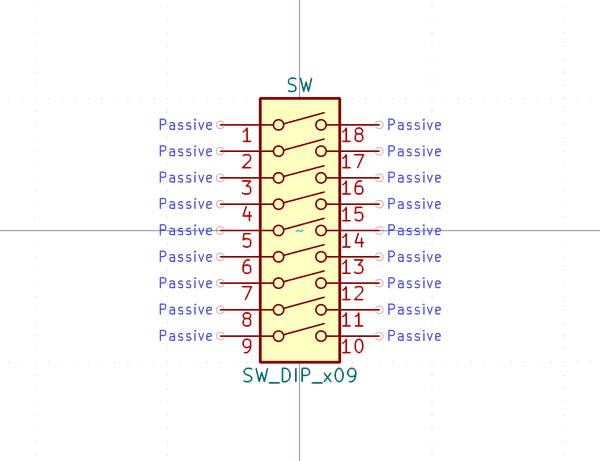 SW
Passive 1 18 Passive
Passive 2 17 Passive
Passive 3 16 Passive
Passive 4 15 Passive
Passive 5 ~ 14 Passive
Passive 6 13 Passive
Passive 7 12 Passive
Passive 8 11 Passive
Passive 9 10 Passive
SW_DIP_x09